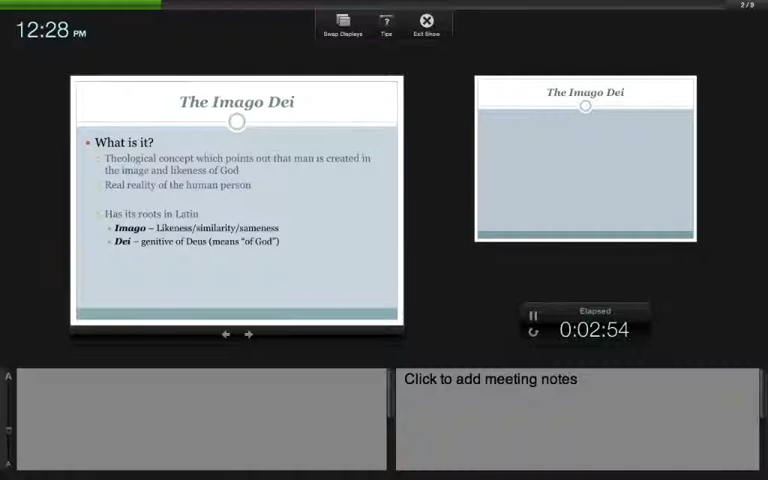 2 / 9
12:28 PM
Swap Displays
Tips
Exit Show
The Imago Dei
What is it?
Theological concept which points out that man is created in
the image and likeness of God
Real reality of the human person
Has its roots in Latin
Imago – Likeness/similarity/sameness
Dei – genitive of Deus (means “of God”)
The Imago Dei
Elapsed
0:02:54
A
A
Click to add meeting notes